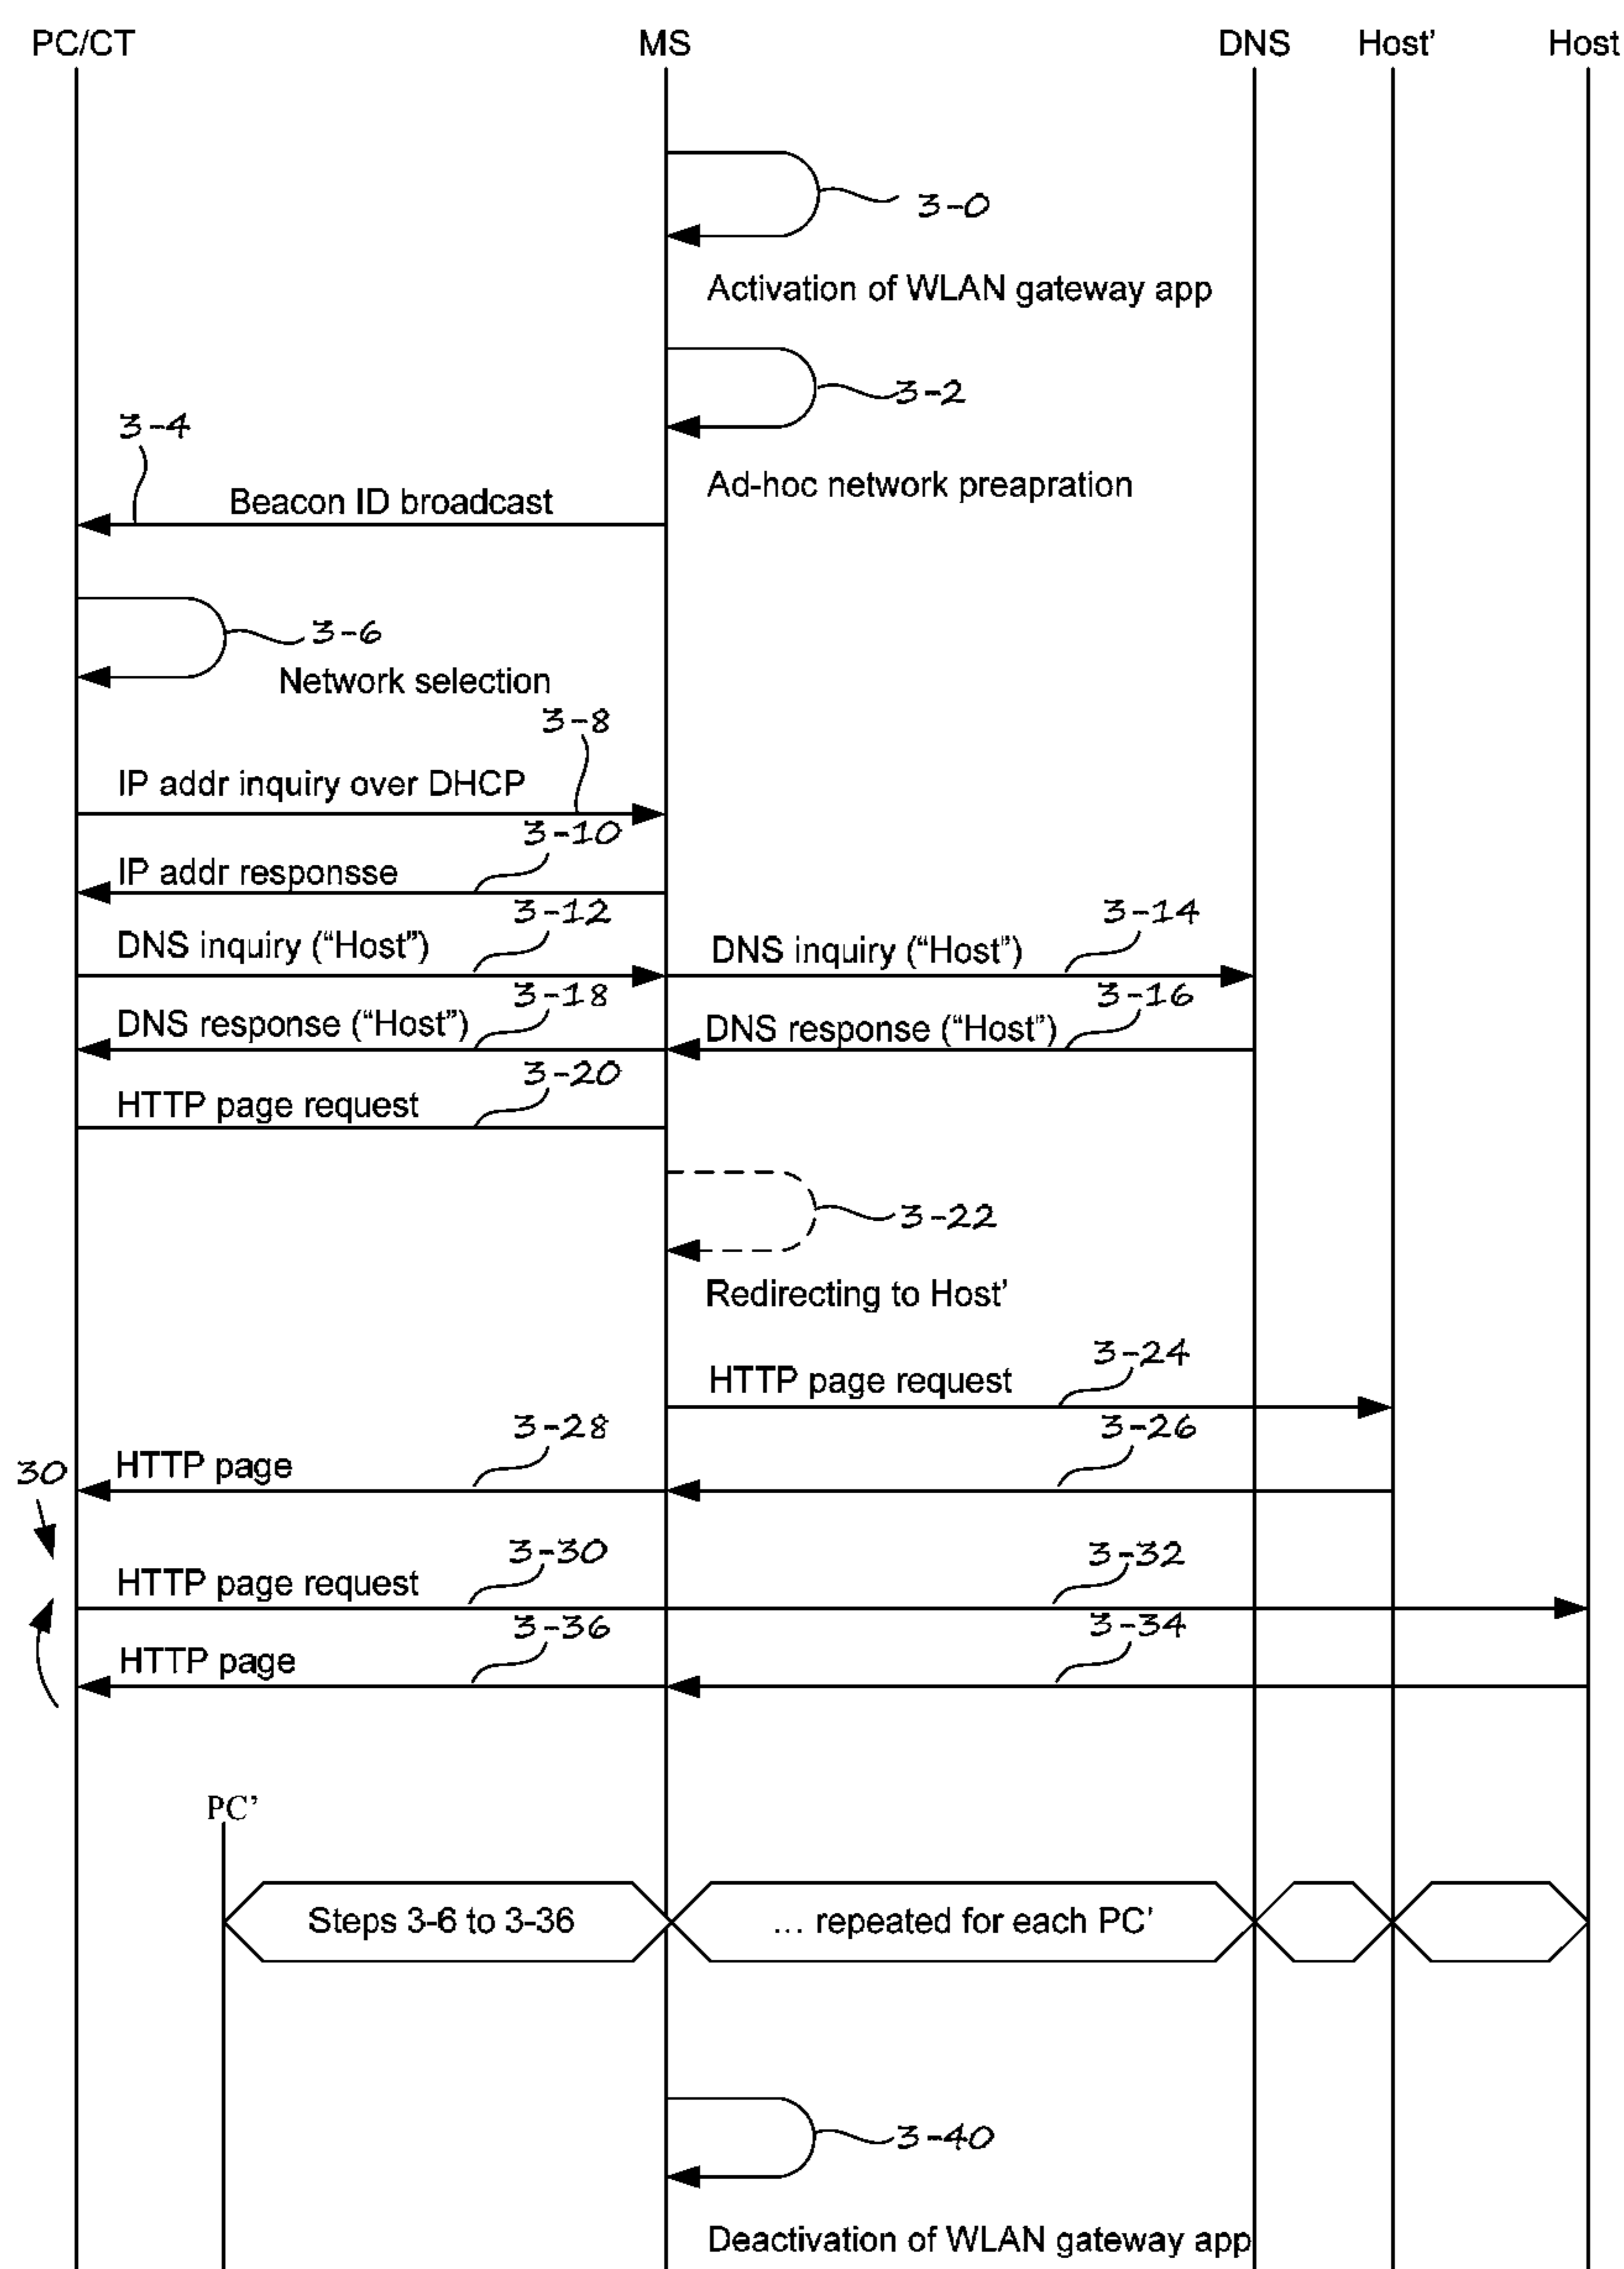 PC/CT MS DNS Host' Host
3-0
Activation of WLAN gateway app
3-2
3-4
Ad-hoc network preapration
Beacon ID broadcast
3-6
Network selection
3-8
IP addr inquiry over DHCP
3-10
IP addr responsse
3-12 3-14
DNS inquiry (“Host”) DNS inquiry (“Host”)
3-18 3-16
DNS response (“Host”) DNS response (“Host”)
3-20
HTTP page request
3-22
Redirecting to Host'
3-24
HTTP page request
3-28 3-26
HTTP page
30
3-30 3-32
HTTP page request
3-36 3-34
HTTP page
PC’
Steps 3-6 to 3-36 ... repeated for each PC'
3-40
Deactivation of WLAN gateway app